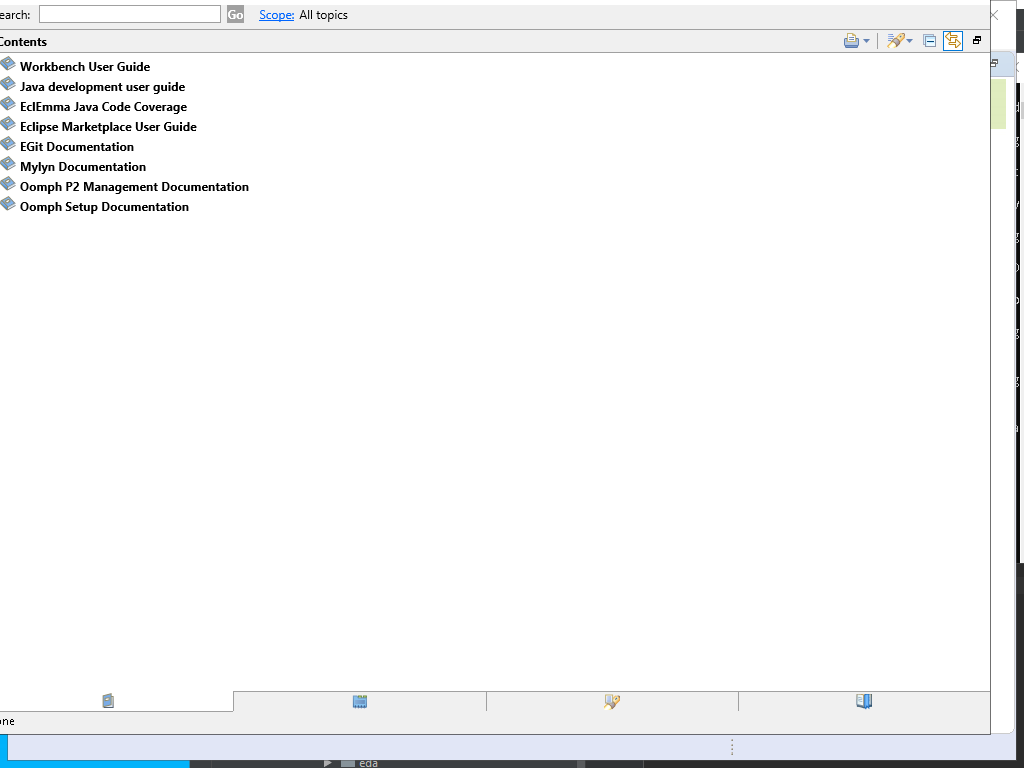 earch:
Go
Scope: All topics
Contents
Workbench User Guide
Java development user guide
EclEmma Java Code Coverage
Eclipse Marketplace User Guide
EGit Documentation
Mylyn Documentation
Oomph P2 Management Documentation
Oomph Setup Documentation
one
eda